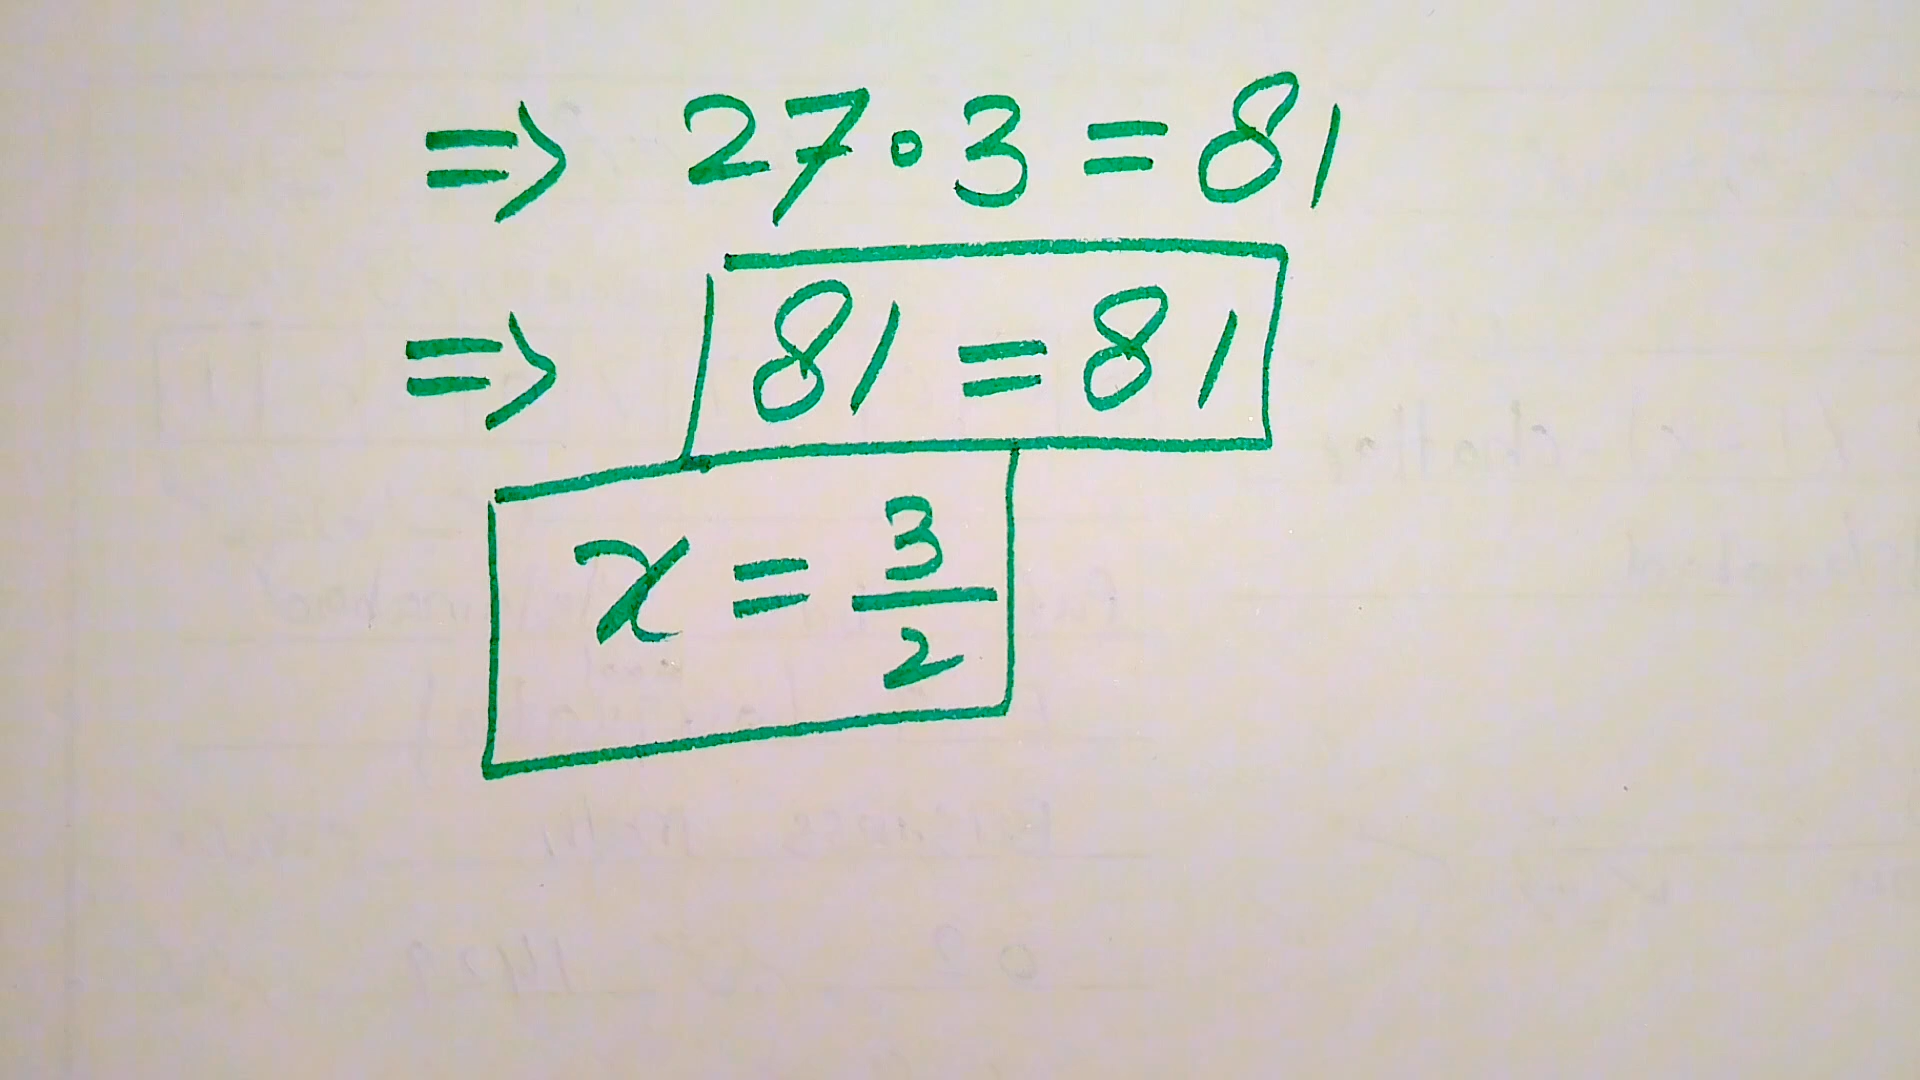 ⇒ 27·3=81
⇒ 81=81
x=3/2